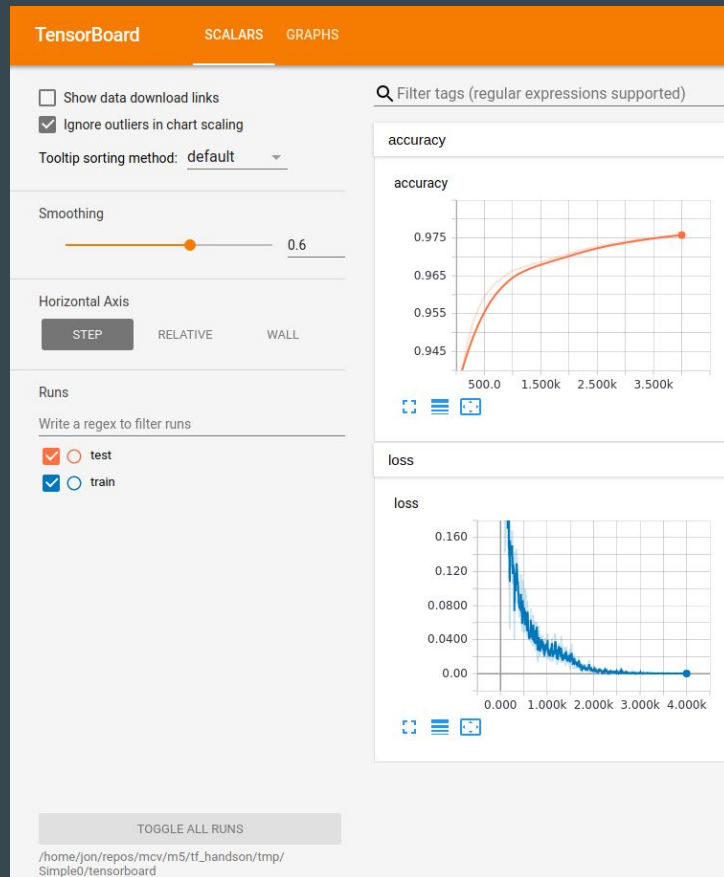 TensorBoard SCALARS GRAPHS
Show data download links
Ignore outliers in chart scaling
Tooltip sorting method: default
Smoothing
0.6
Horizontal Axis
STEP RELATIVE WALL
Runs
Write a regex to filter runs
test
train
TOGGLE ALL RUNS
/home/jon/repos/mcv/m5/tf_handson/tmp/
Simple0/tensorboard
Filter tags (regular expressions supported)
accuracy
accuracy
0.975
0.965
0.955
0.945
500.0 1.500k 2.500k 3.500k
loss
loss
0.160
0.120
0.0800
0.0400
0.00
0.000 1.000k 2.000k 3.000k 4.000k